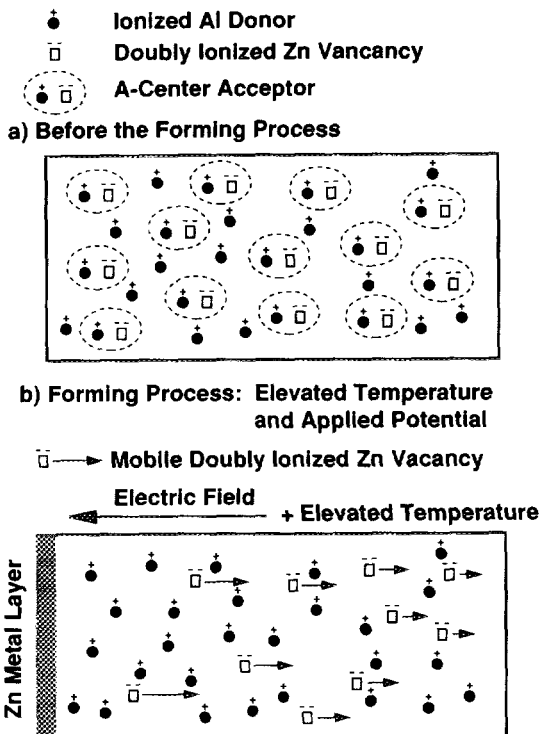 Ionized Al Donor
Doubly Ionized Zn Vancancy
A-Center Acceptor
a) Before the Forming Process
b) Forming Process: Elevated Temperature
and Applied Potential
Mobile Doubly Ionized Zn Vacancy
Electric Field
+ Elevated Temperature
Zn Metal Layer